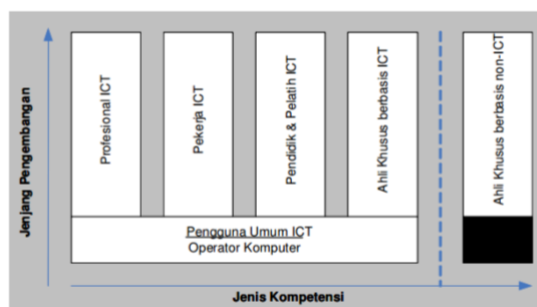 Jenjang Pengembangan
Profesional ICT
Pekerja ICT
Pendidik & Pelatih ICT
Ahli Khusus berbasis ICT
Ahli Khusus berbasis non-ICT
Pengguna Umum ICT
Operator Komputer
Jenis Kompetensi